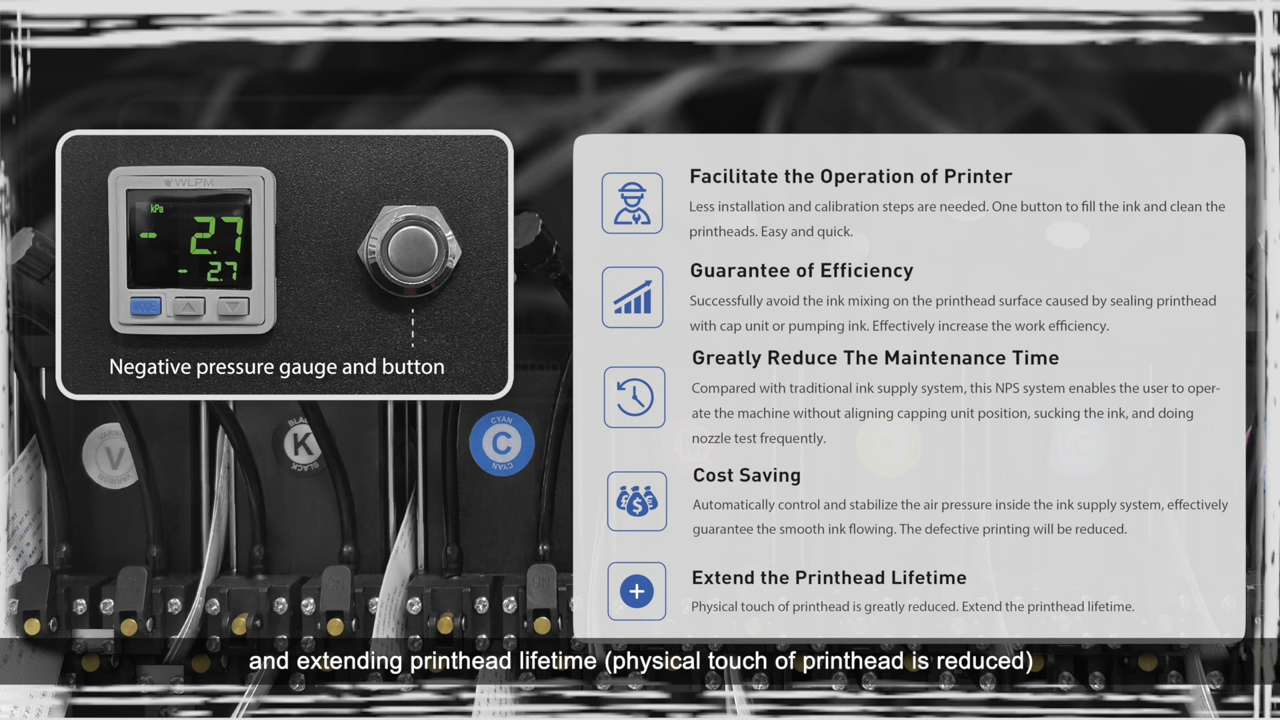 WLPM
kPa
- 2.7
- 2.7
MODE
Negative pressure gauge and button
VARNISH
V
BLACK
K
BLACK
CYAN
C
CYAN
Facilitate the Operation of Printer
Less installation and calibration steps are needed. One button to fill the ink and clean the
printheads. Easy and quick.
Guarantee of Efficiency
Successfully avoid the ink mixing on the printhead surface caused by sealing printhead
with cap unit or pumping ink. Effectively increase the work efficiency.
Greatly Reduce The Maintenance Time
Compared with traditional ink supply system, this NPS system enables the user to oper-
ate the machine without aligning capping unit position, sucking the ink, and doing
nozzle test frequently.
Cost Saving
Automatically control and stabilize the air pressure inside the ink supply system, effectively
guarantee the smooth ink flowing. The defective printing will be reduced.
Extend the Printhead Lifetime
Physical touch of printhead is greatly reduced. Extend the printhead lifetime.
and extending printhead lifetime (physical touch of printhead is reduced)